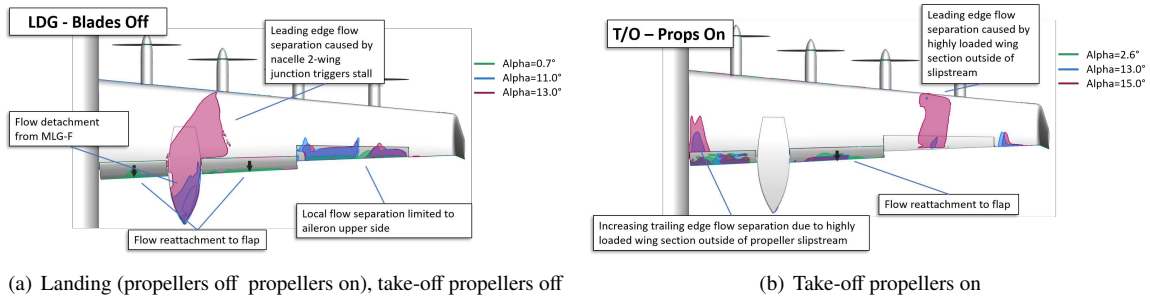 LDG - Blades Off
Leading edge flow
separation caused by
nacelle 2-wing
junction triggers stall
Alpha=0.7°
Alpha=11.0°
Alpha=13.0°
Flow detachment
from MLG-F
Local flow separation limited to
aileron upper side
Flow reattachment to flap
(a) Landing (propellers off propellers on), take-off propellers off
T/O – Props On
Leading edge flow
separation caused by
highly loaded wing
section outside of
slipstream
Alpha=2.6°
Alpha=13.0°
Alpha=15.0°
Flow reattachment to flap
Increasing trailing edge flow separation due to highly
loaded wing section outside of propeller slipstream
(b) Take-off propellers on